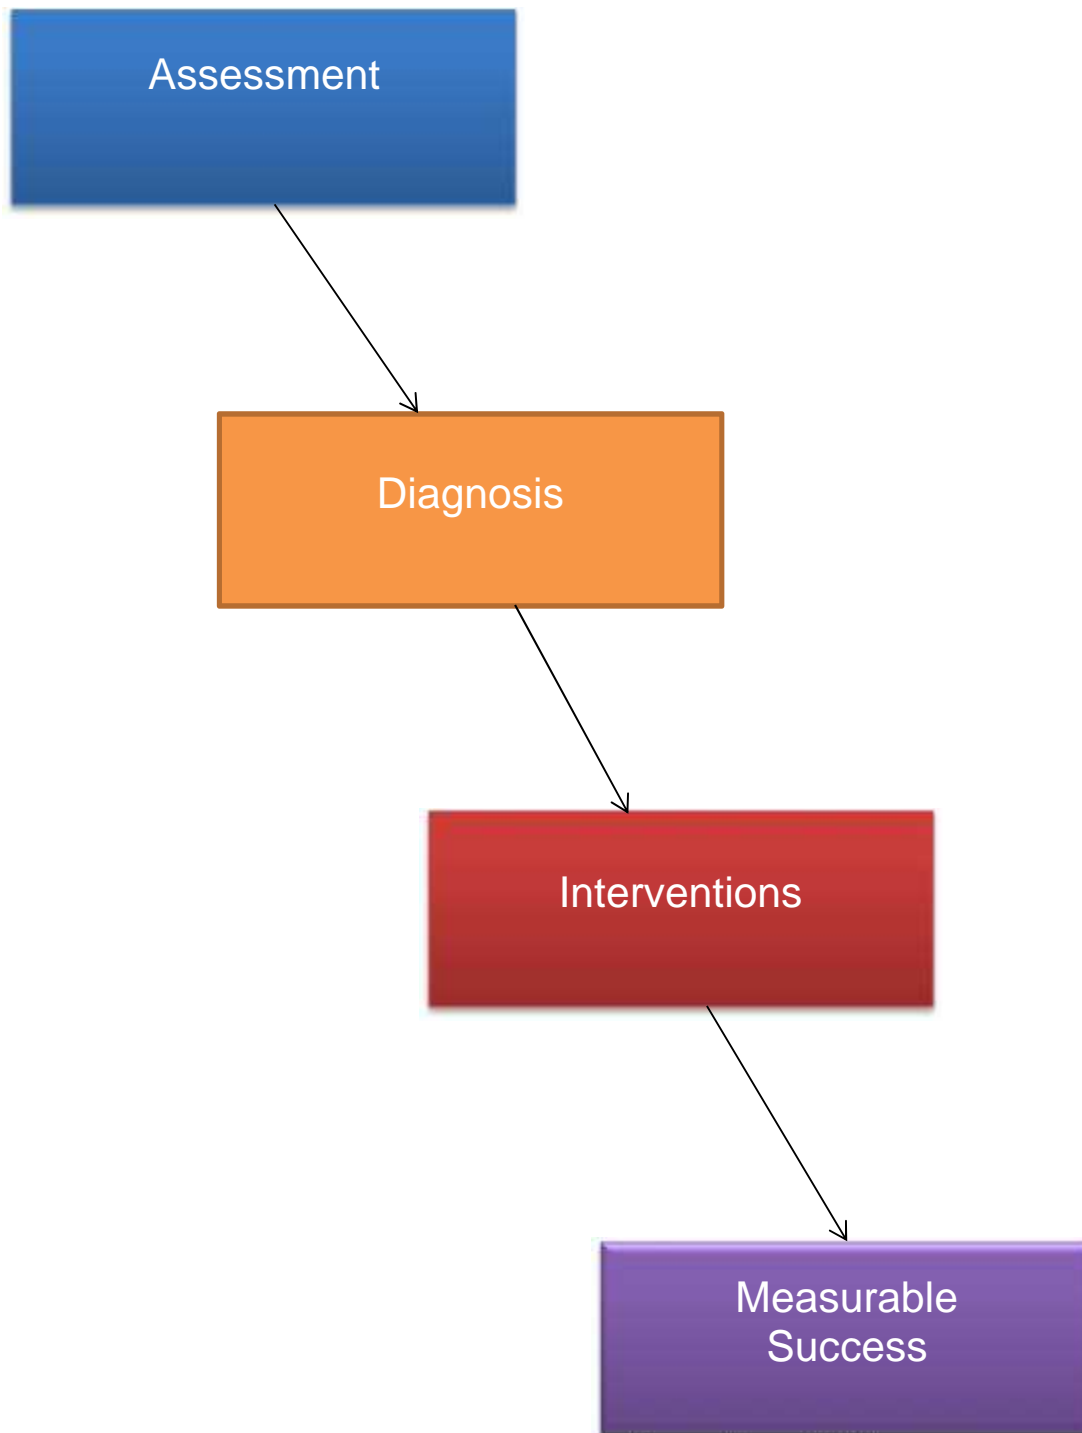 Assessment
Diagnosis
Interventions
Measurable
Success